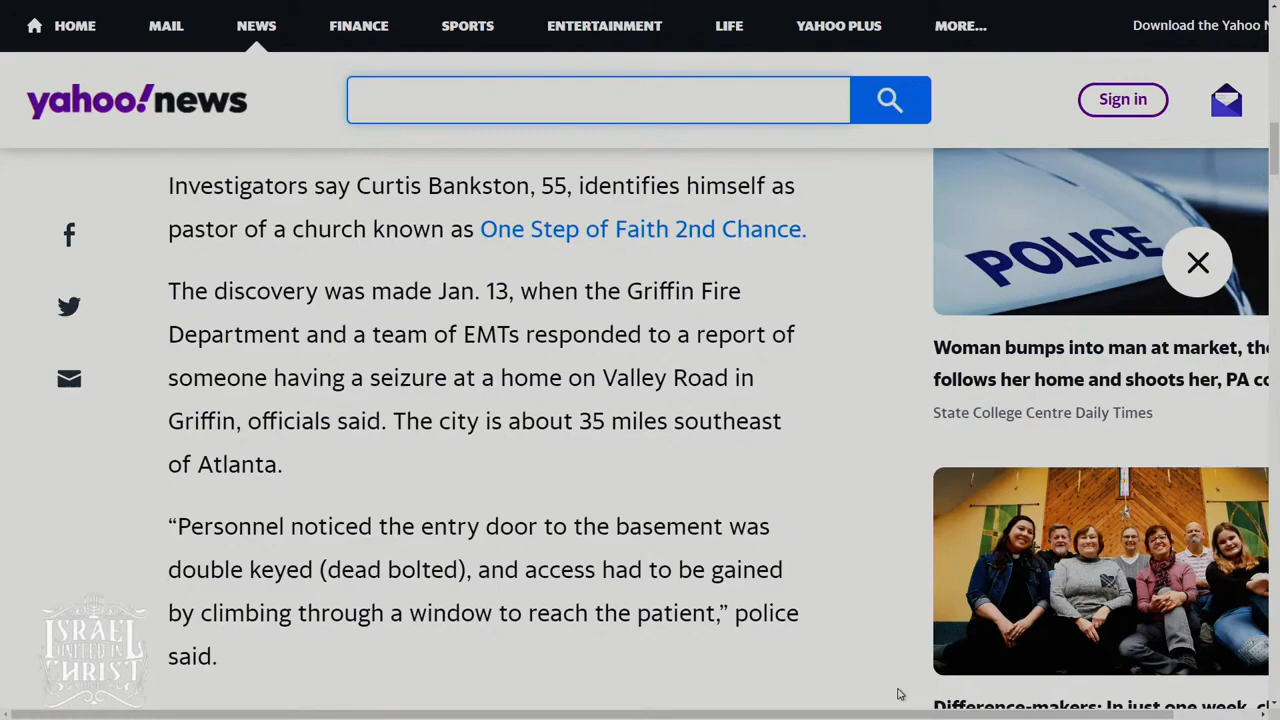 HOME MAIL NEWS FINANCE SPORTS ENTERTAINMENT LIFE YAHOO PLUS MORE... Download the Yahoo
yahoo!news
Sign in
Investigators say Curtis Bankston, 55, identifies himself as
pastor of a church known as One Step of Faith 2nd Chance.
The discovery was made Jan. 13, when the Griffin Fire
Department and a team of EMTs responded to a report of
someone having a seizure at a home on Valley Road in
Griffin, officials said. The city is about 35 miles southeast
of Atlanta.
“Personnel noticed the entry door to the basement was
double keyed (dead bolted), and access had to be gained
by climbing through a window to reach the patient,” police
said.
POLICE
Woman bumps into man at market, the
follows her home and shoots her, PA co
State College Centre Daily Times
Difference-makers: In just one week, cl
ISRAEL
UNITED IN
CHRIST